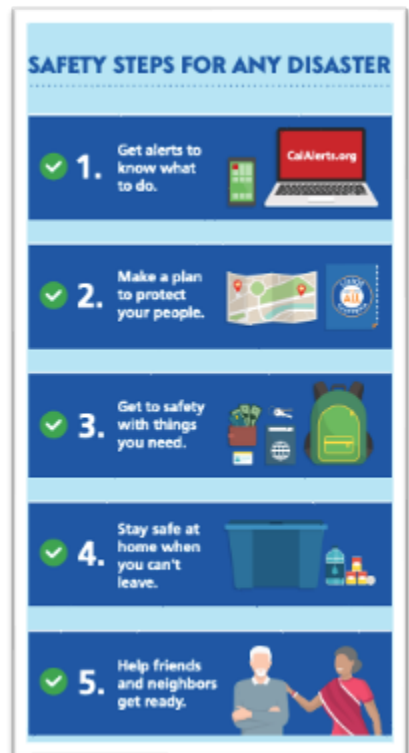 SAFETY STEPS FOR ANY DISASTER
1.
Get alerts to
know what
to do.
CalAlerts.org
2.
Make a plan
to protect
your people.
ALL
3.
Get to safety
with things
you need.
4.
Stay safe at
home when
you can't
leave.
5.
Help friends
and neighbors
get ready.